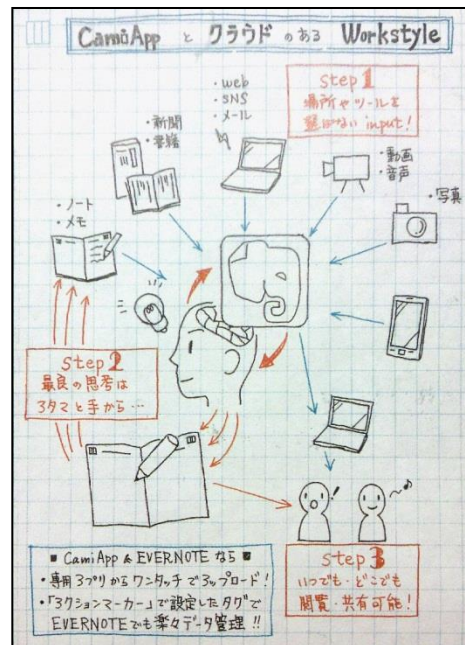 CamiApp と クラウド のある Workstyle
step 1
場所やツールを
選ばない input!
・web
・SNS
・メール
・新聞
・書籍
・動画
・音声
・写真
・ノート
・メモ
step 2
最良の思考は
アタマと手から…
■ CamiApp & EVERNOTE なら ■
・専用アプリからワンタッチでアップロード!
・「アクションマーカー」で設定したタグで
EVERNOTEでも楽々データ管理!!
step 3
いつでも・どこでも
閲覧・共有可能!